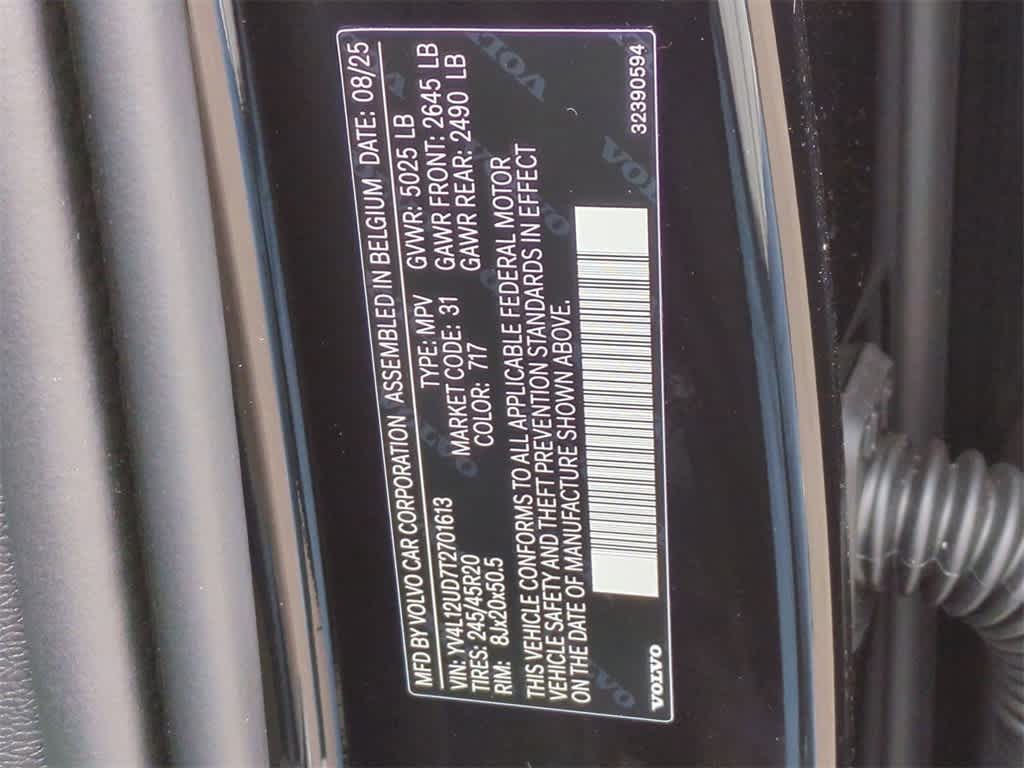 MFD BY VOLVO CAR CORPORATION ASSEMBLED IN BELGIUM DATE: 08/25
VIN: YV4L12UD7T2701613 TYPE: MPV GVWR: 5025 LB
TIRES: 245/45R20 MARKET CODE: 31 GAWR FRONT: 2645 LB
RIM: 8Jx20x50.5 COLOR: 717 GAWR REAR: 2490 LB
THIS VEHICLE CONFORMS TO ALL APPLICABLE FEDERAL MOTOR
VEHICLE SAFETY AND THEFT PREVENTION STANDARDS IN EFFECT
ON THE DATE OF MANUFACTURE SHOWN ABOVE.
VOLVO 32390594